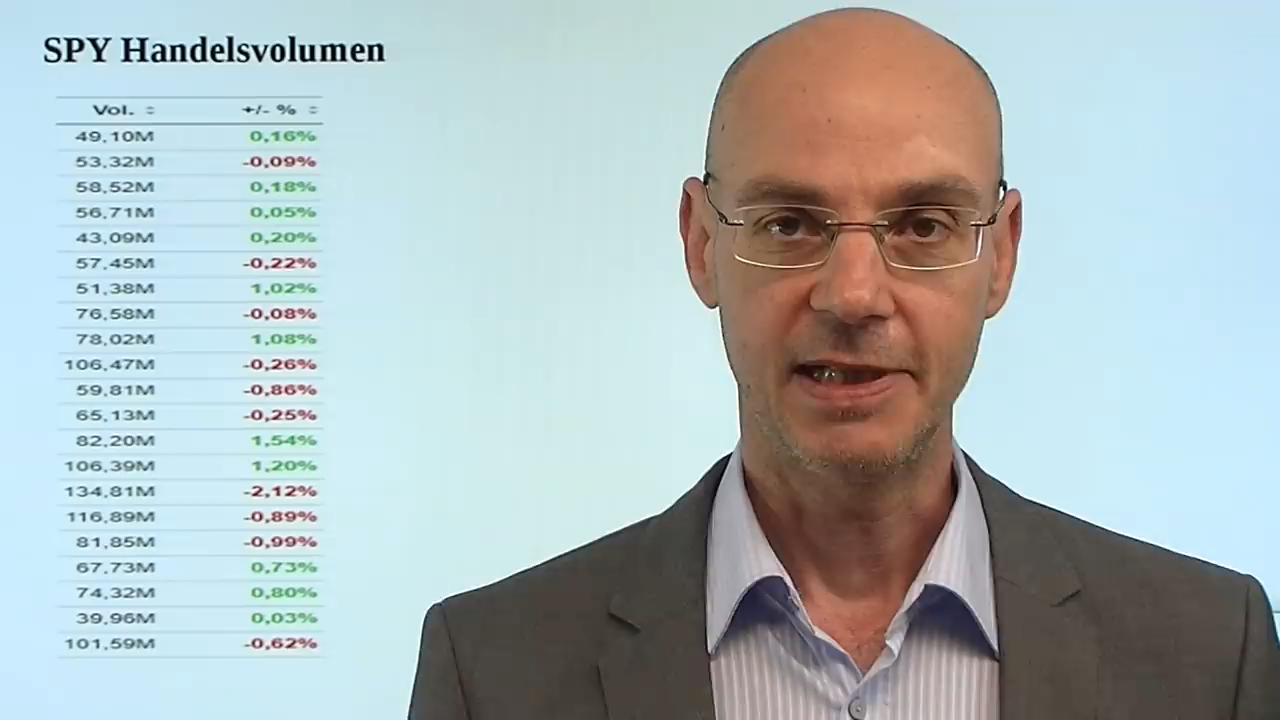 SPY Handelsvolumen
Vol. +/- %
49,10M 0,16%
53,32M -0,09%
58,52M 0,18%
56,71M 0,05%
43,09M 0,20%
57,45M -0,22%
51,38M 1,02%
76,58M -0,08%
78,02M 1,08%
106,47M -0,26%
59,81M -0,86%
65,13M -0,25%
82,20M 1,54%
106,39M 1,20%
134,81M -2,12%
116,89M -0,89%
81,85M -0,99%
67,73M 0,73%
74,32M 0,80%
39,96M 0,03%
101,59M -0,62%